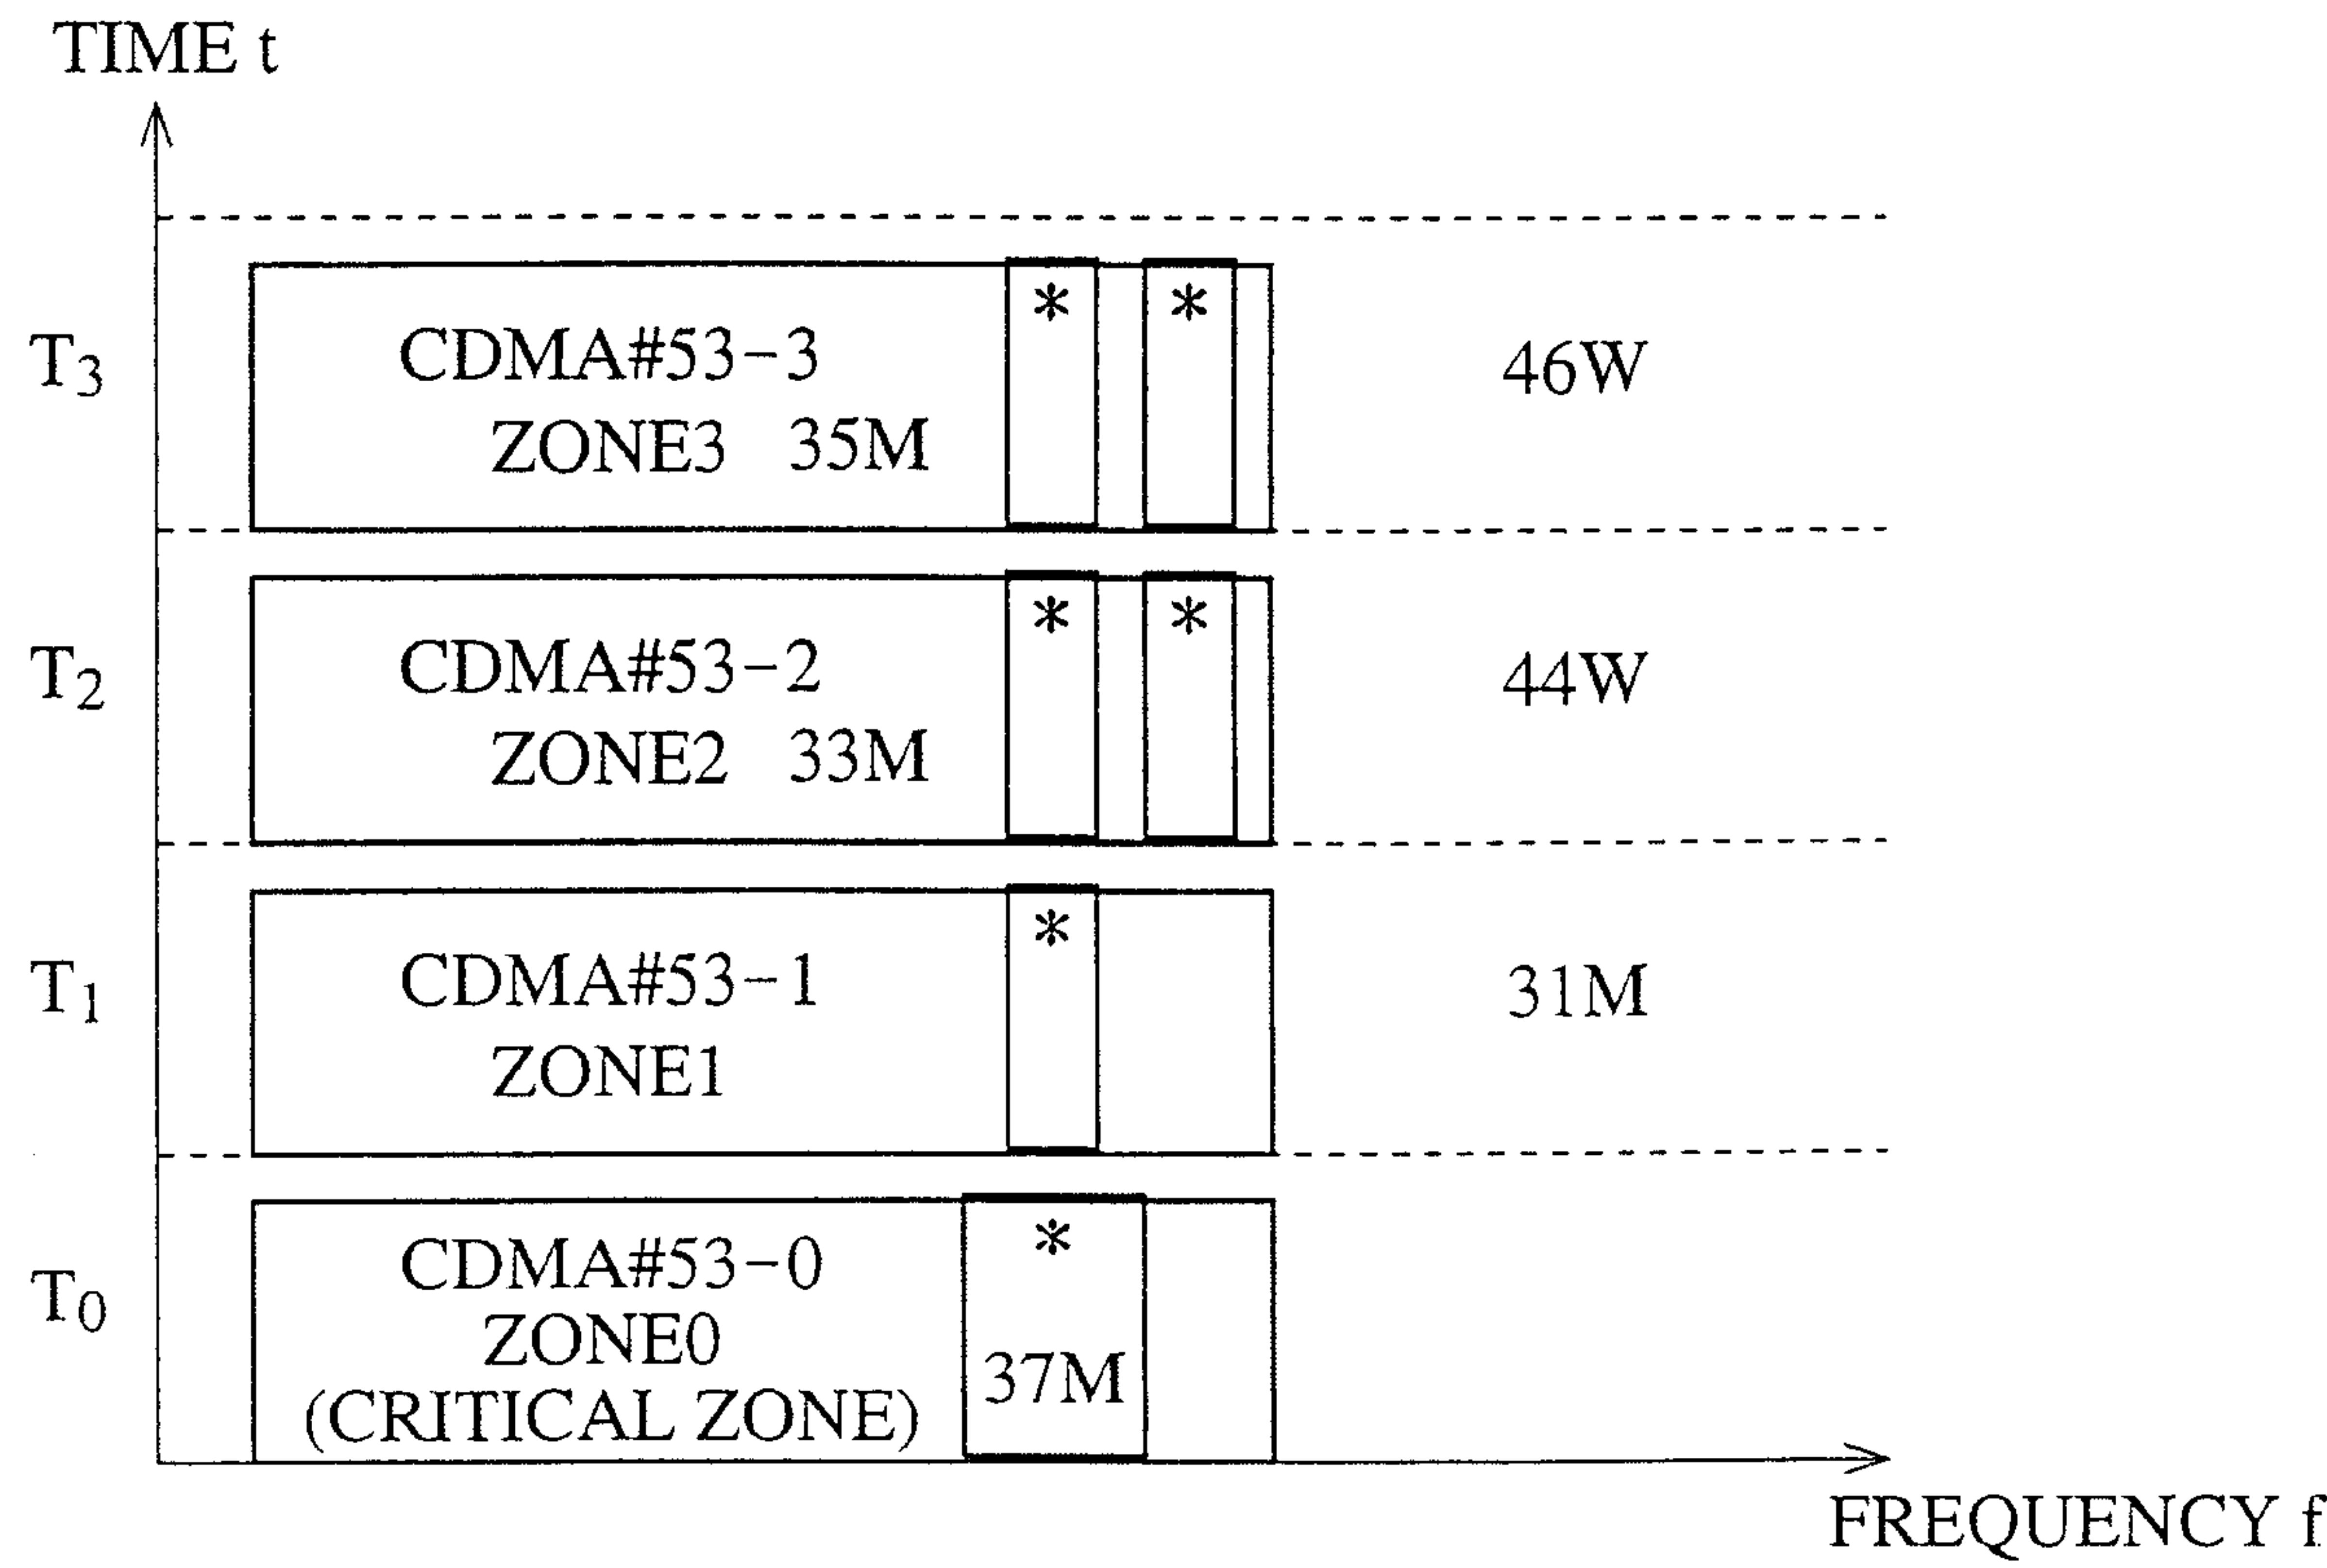 TIME t
* *
T3 CDMA#53-3 46W
ZONE3 35M
* *
T2 CDMA#53-2 44W
ZONE2 33M
*
T1 CDMA#53-1 31M
ZONE1
*
CDMA#53-0
T0 ZONE0
37M
(CRITICAL ZONE)
FREQUENCY f